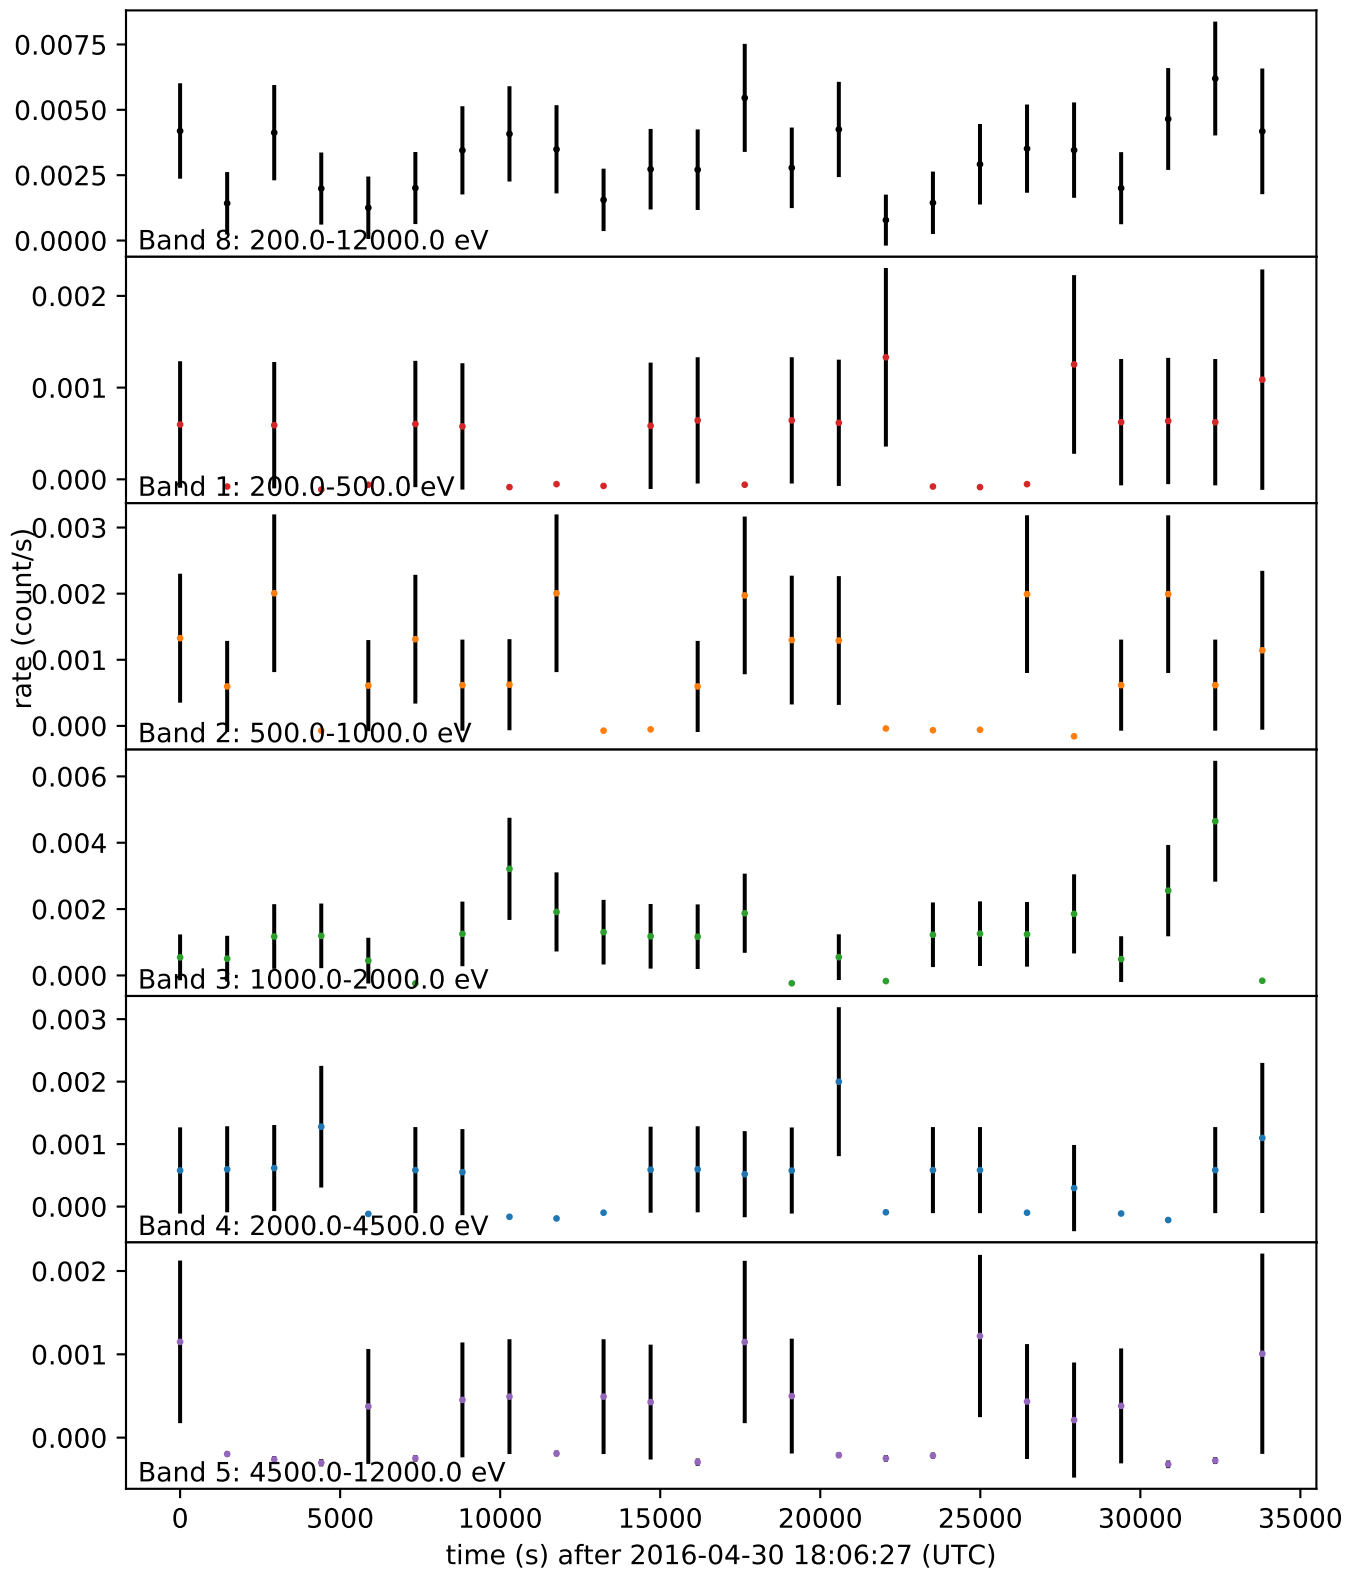 0.0075
0.0050
0.0025
0.0000
Band 8: 200.0-12000.0 eV
0.002
0.001
0.000
Band 1: 200.0-500.0 eV
rate (count/s)
0.003
0.002
0.001
0.000
Band 2: 500.0-1000.0 eV
0.006
0.004
0.002
0.000
Band 3: 1000.0-2000.0 eV
0.003
0.002
0.001
0.000
Band 4: 2000.0-4500.0 eV
0.002
0.001
0.000
Band 5: 4500.0-12000.0 eV
0 5000 10000 15000 20000 25000 30000 35000
time (s) after 2016-04-30 18:06:27 (UTC)